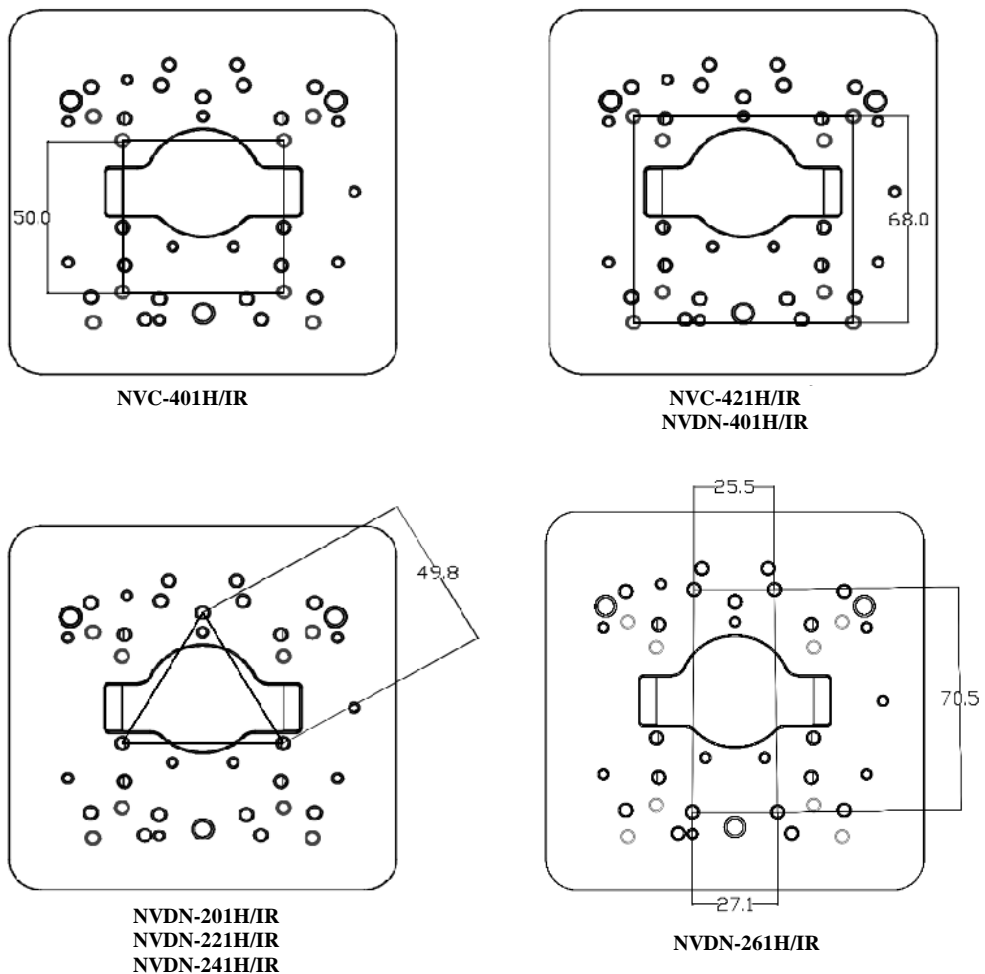 50.0
NVC-401H/IR
68.0
NVC-421H/IR
NVDN-401H/IR
49.8
NVDN-201H/IR
NVDN-221H/IR
NVDN-241H/IR
25.5
70.5
27.1
NVDN-261H/IR